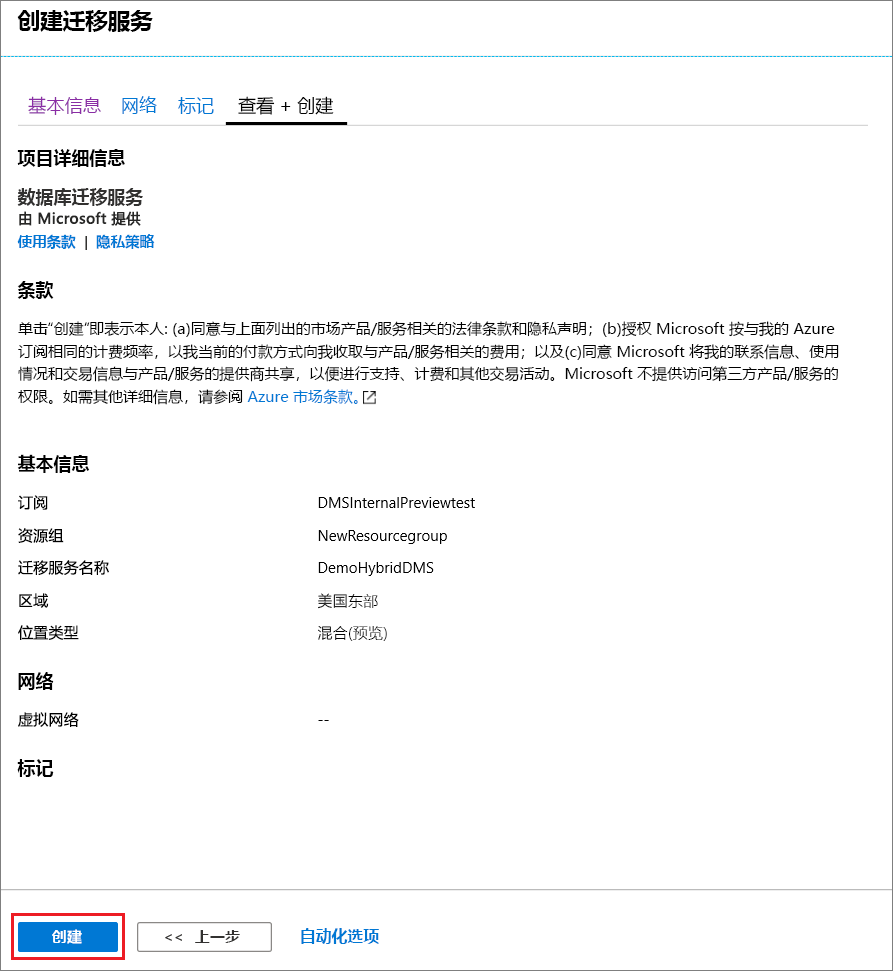 创建迁移服务
基本信息 网络 标记 查看 + 创建
项目详细信息
数据库迁移服务
由 Microsoft 提供
使用条款 | 隐私策略
条款
单击“创建”即表示本人: (a)同意与上面列出的市场产品/服务相关的法律条款和隐私声明；(b)授权 Microsoft 按与我的 Azure
订阅相同的计费频率，以我当前的付款方式向我收取与产品/服务相关的费用；以及(c)同意 Microsoft 将我的联系信息、使用
情况和交易信息与产品/服务的提供商共享，以便进行支持、计费和其他交易活动。Microsoft 不提供访问第三方产品/服务的
权限。如需其他详细信息，请参阅 Azure 市场条款。
基本信息
订阅 DMSInternalPreviewtest
资源组 NewResourcegroup
迁移服务名称 DemoHybridDMS
区域 美国东部
位置类型 混合(预览)
网络
虚拟网络 --
标记
创建 << 上一步 自动化选项